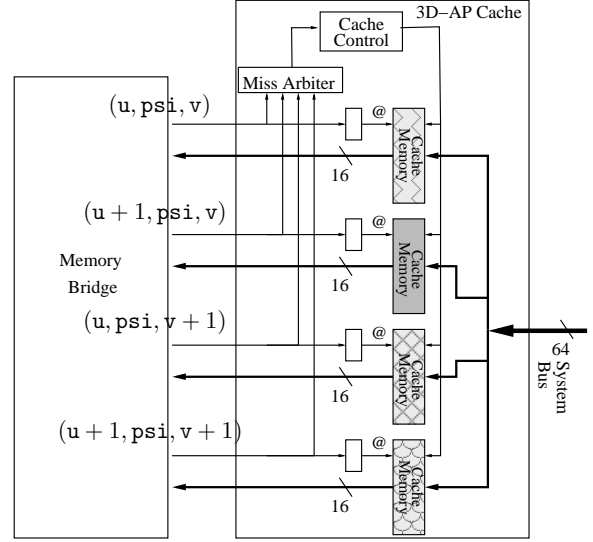 3D–AP Cache
Cache
Control
Miss Arbiter
(u, psi, v)
@
Cache
Memory
16
(u + 1, psi, v)
@
Cache
Memory
16
Memory
Bridge
(u, psi, v + 1)
@
Cache
Memory
16
64
System
Bus
(u + 1, psi, v + 1)
@
Cache
Memory
16